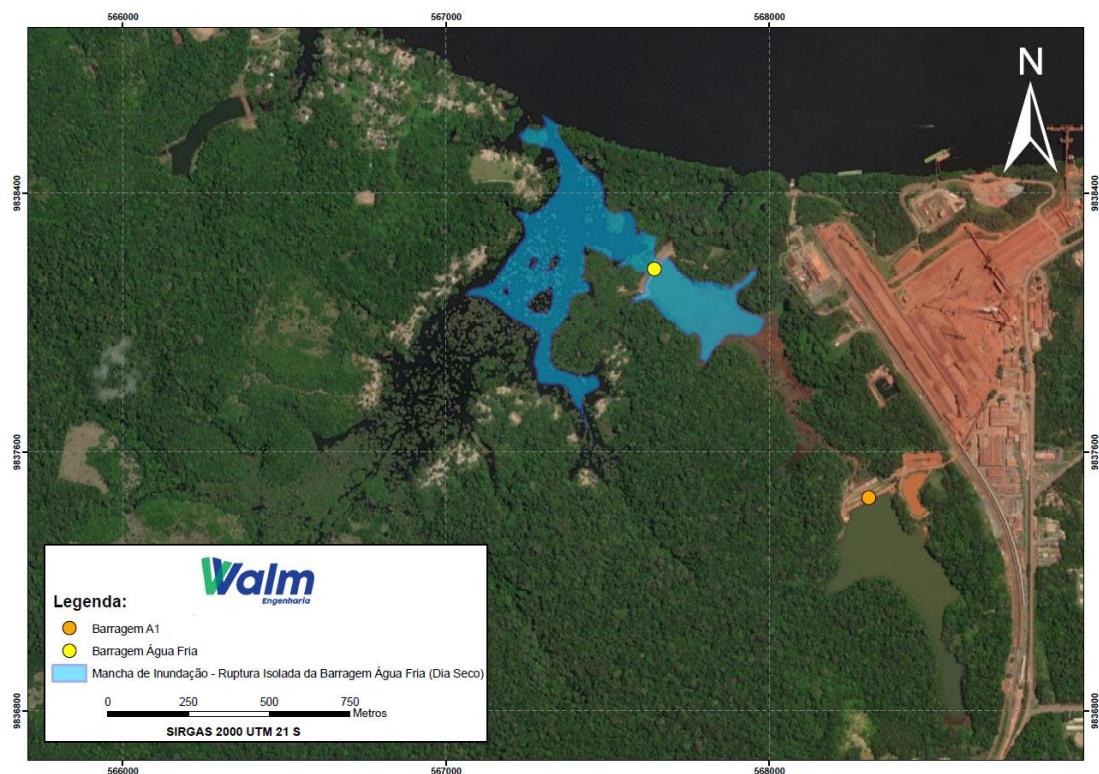 566000 567000 568000
N
9838400 9838400
9837600 9837600
Walm
Engenharia
Legenda:
Barragem A1
Barragem Água Fria
Mancha de Inundação - Ruptura Isolada da Barragem Água Fria (Dia Seco)
0 250 500 750
Metros
SIRGAS 2000 UTM 21 S
9836800 9836800
566000 567000 568000